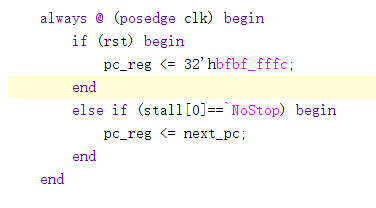 always @ (posedge clk) begin
if (rst) begin
pc_reg <= 32'hbfbf_fffc;
end
else if (stall[0]==`NoStop) begin
pc_reg <= next_pc;
end
end